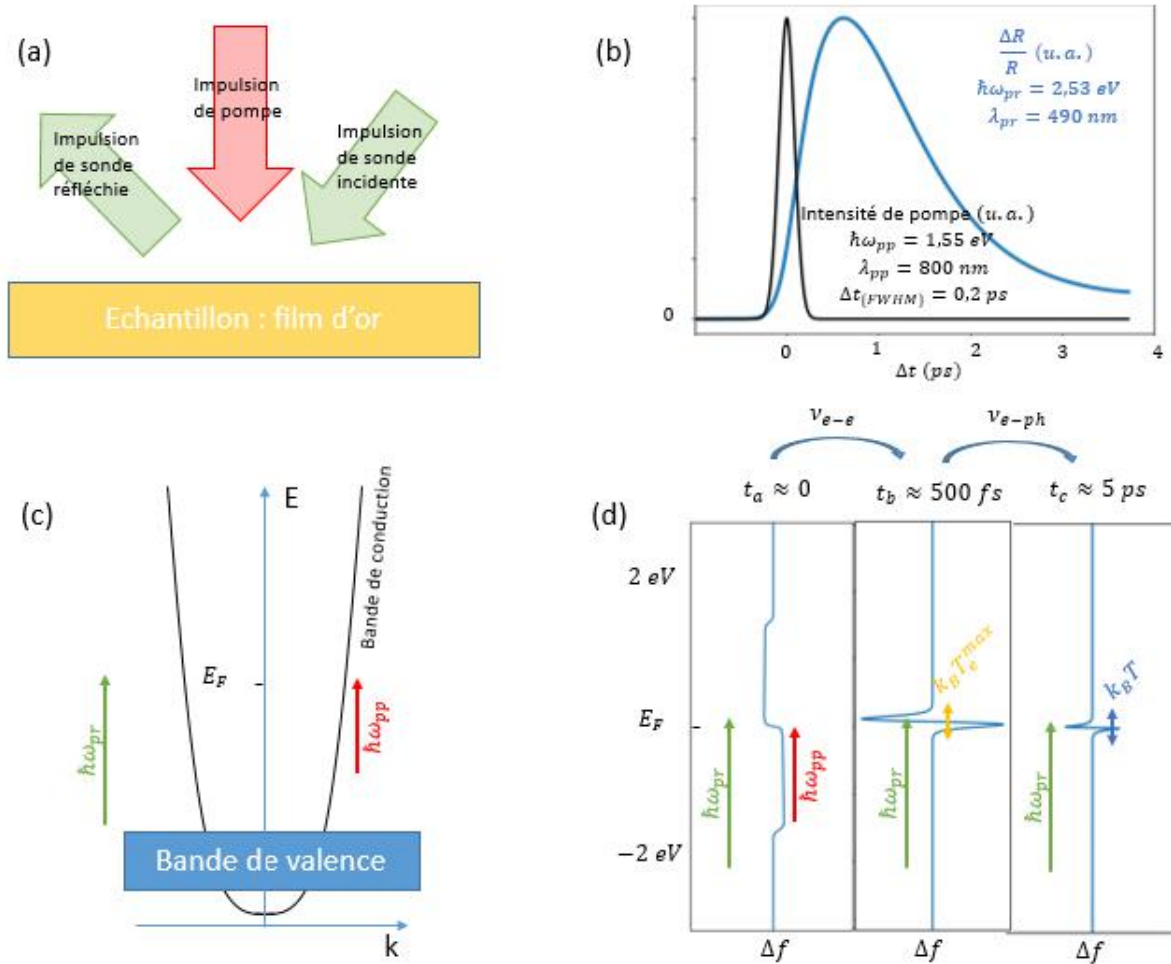 (a)
Impulsion
de pompe
Impulsion
de sonde
réfléchie
Impulsion
de sonde
incidente
Echantillon : film d'or
(b)
ΔR/R (u.a.)
ℏω_pr = 2,53 eV
λ_pr = 490 nm
Intensité de pompe (u.a.)
ℏω_pp = 1,55 eV
λ_pp = 800 nm
Δt_(FWHM) = 0,2 ps
0
0 1 2 3 4
Δt (ps)
(c)
E
Bande de conduction
E_F
ℏω_pr
ℏω_pp
Bande de valence
k
ν_e−e
ν_e−ph
t_a ≈ 0
t_b ≈ 500 fs
t_c ≈ 5 ps
(d)
2 eV
E_F
−2 eV
ℏω_pr
ℏω_pp
k_B T_e^max
ℏω_pr
k_B T
ℏω_pr
Δf
Δf
Δf